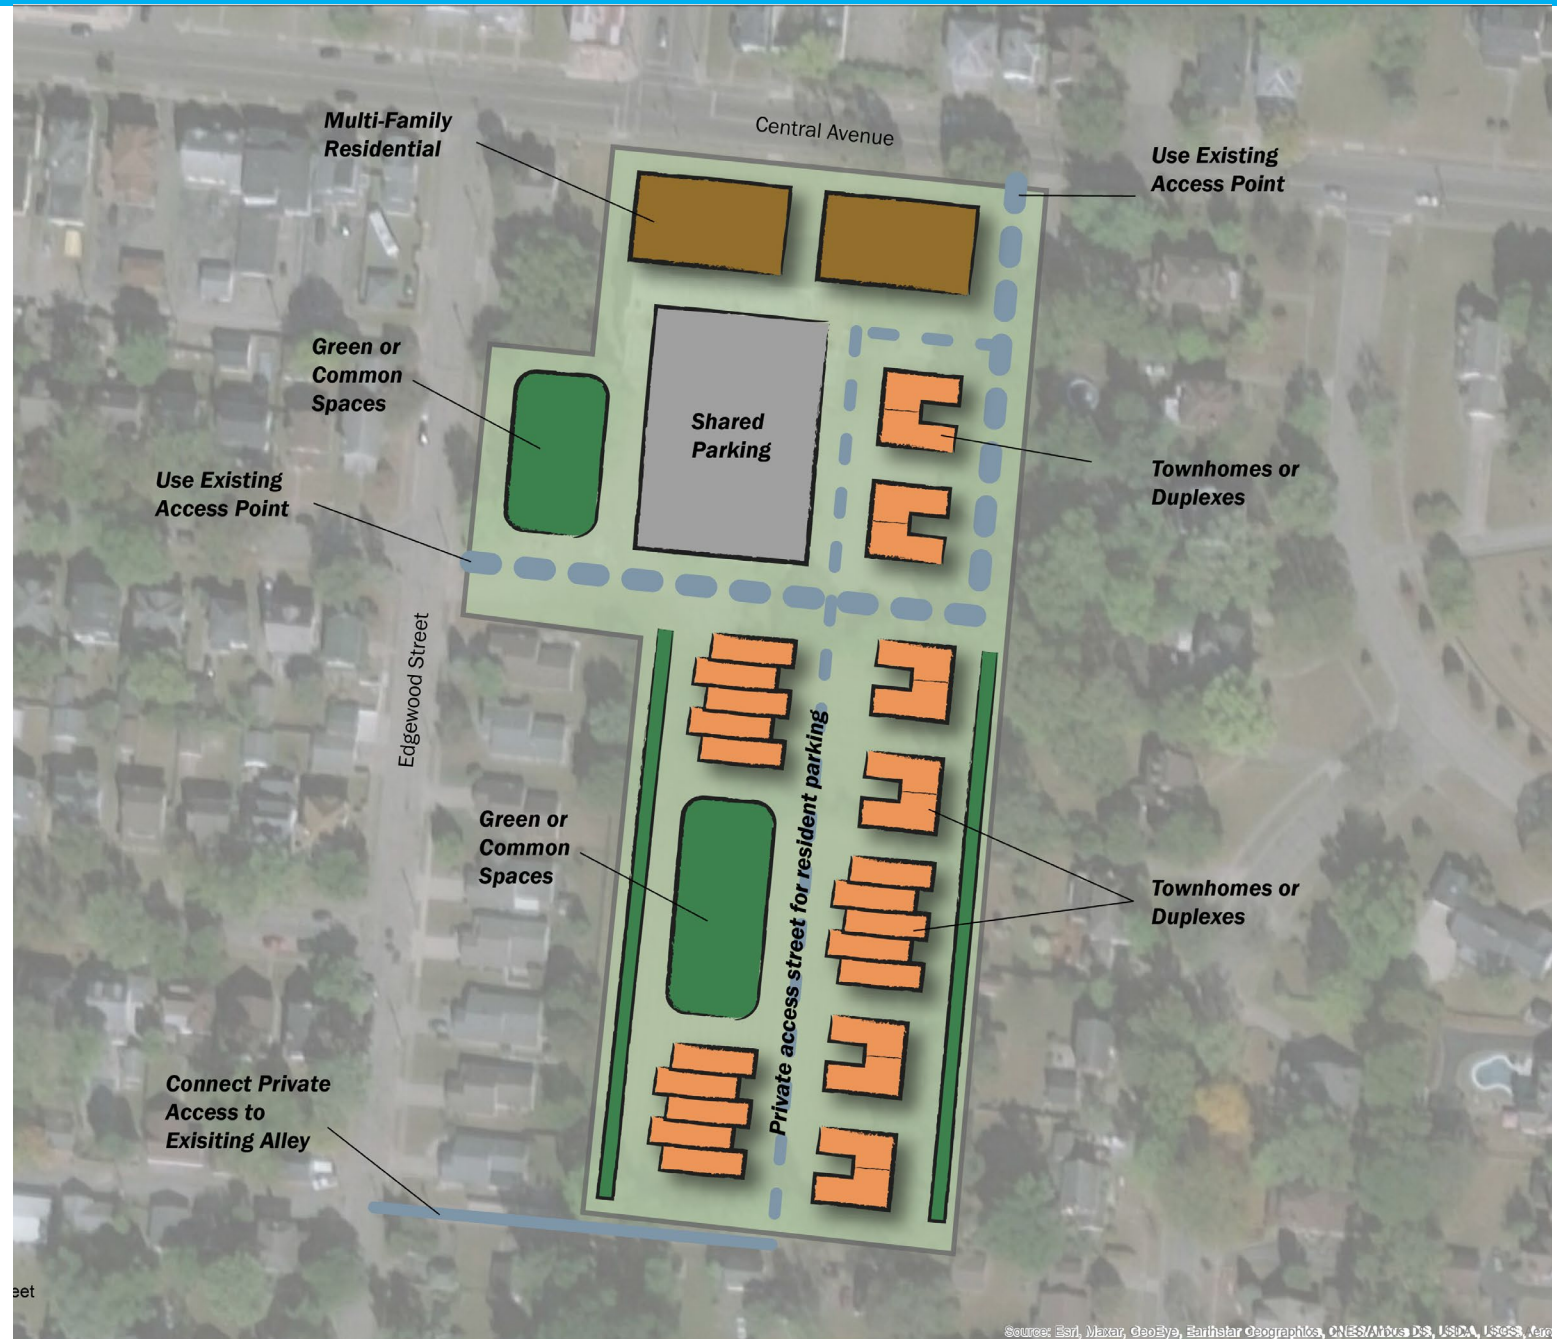 Central Avenue
Multi-Family
Residential
Use Existing
Access Point
Green or
Common
Spaces
Shared
Parking
Townhomes or
Duplexes
Use Existing
Access Point
Edgewood Street
Private access street for resident parking
Green or
Common
Spaces
Townhomes or
Duplexes
Connect Private
Access to
Exisiting Alley
eet
Source: Esri, Maxar, GeoEye, Earthstar Geographics,